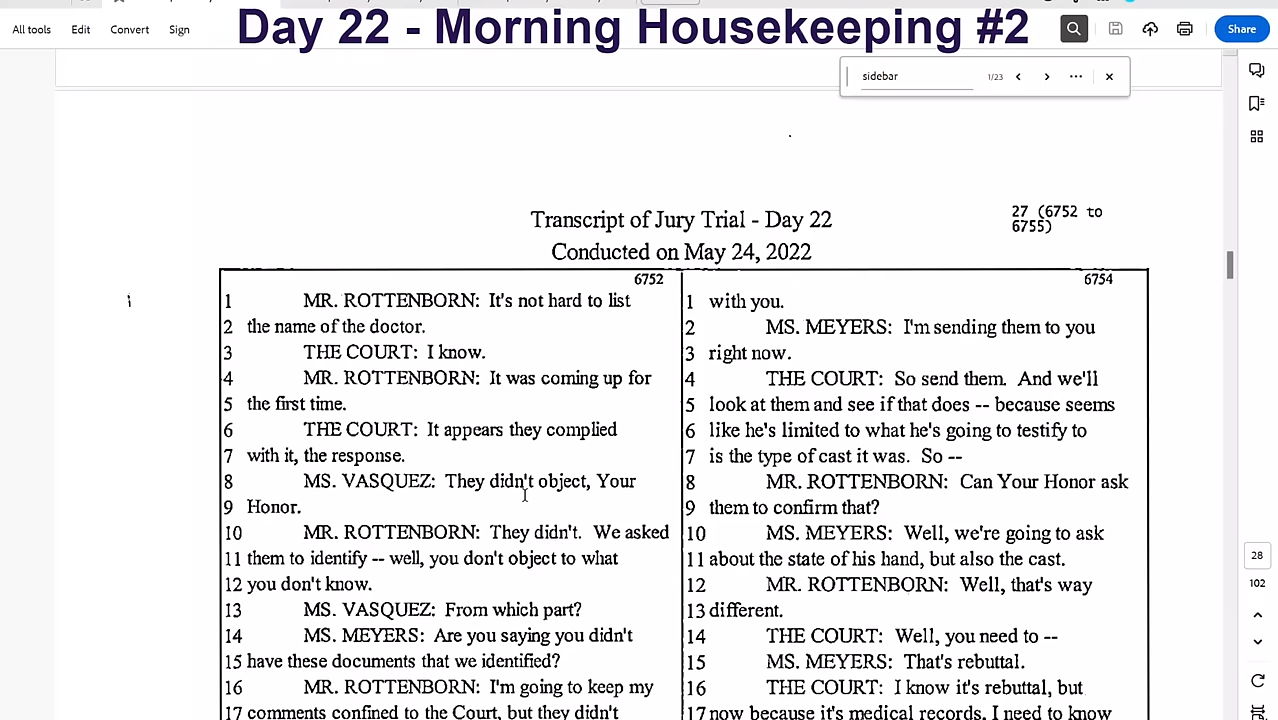 Day 22 - Morning Housekeeping #2
All tools Edit Convert Sign
Share
sidebar 1/23
Transcript of Jury Trial - Day 22
Conducted on May 24, 2022
27 (6752 to
6755)
6752
1 MR. ROTTENBORN: It's not hard to list
2 the name of the doctor.
3 THE COURT: I know.
4 MR. ROTTENBORN: It was coming up for
5 the first time.
6 THE COURT: It appears they complied
7 with it, the response.
8 MS. VASQUEZ: They didn't object, Your
9 Honor.
10 MR. ROTTENBORN: They didn't. We asked
11 them to identify -- well, you don't object to what
12 you don't know.
13 MS. VASQUEZ: From which part?
14 MS. MEYERS: Are you saying you didn't
15 have these documents that we identified?
16 MR. ROTTENBORN: I'm going to keep my
17 comments confined to the Court, but they didn't
6754
1 with you.
2 MS. MEYERS: I'm sending them to you
3 right now.
4 THE COURT: So send them. And we'll
5 look at them and see if that does -- because seems
6 like he's limited to what he's going to testify to
7 is the type of cast it was. So --
8 MR. ROTTENBORN: Can Your Honor ask
9 them to confirm that?
10 MS. MEYERS: Well, we're going to ask
11 about the state of his hand, but also the cast.
12 MR. ROTTENBORN: Well, that's way
13 different.
14 THE COURT: Well, you need to --
15 MS. MEYERS: That's rebuttal.
16 THE COURT: I know it's rebuttal, but
17 now because it's medical records, I need to know
28
102